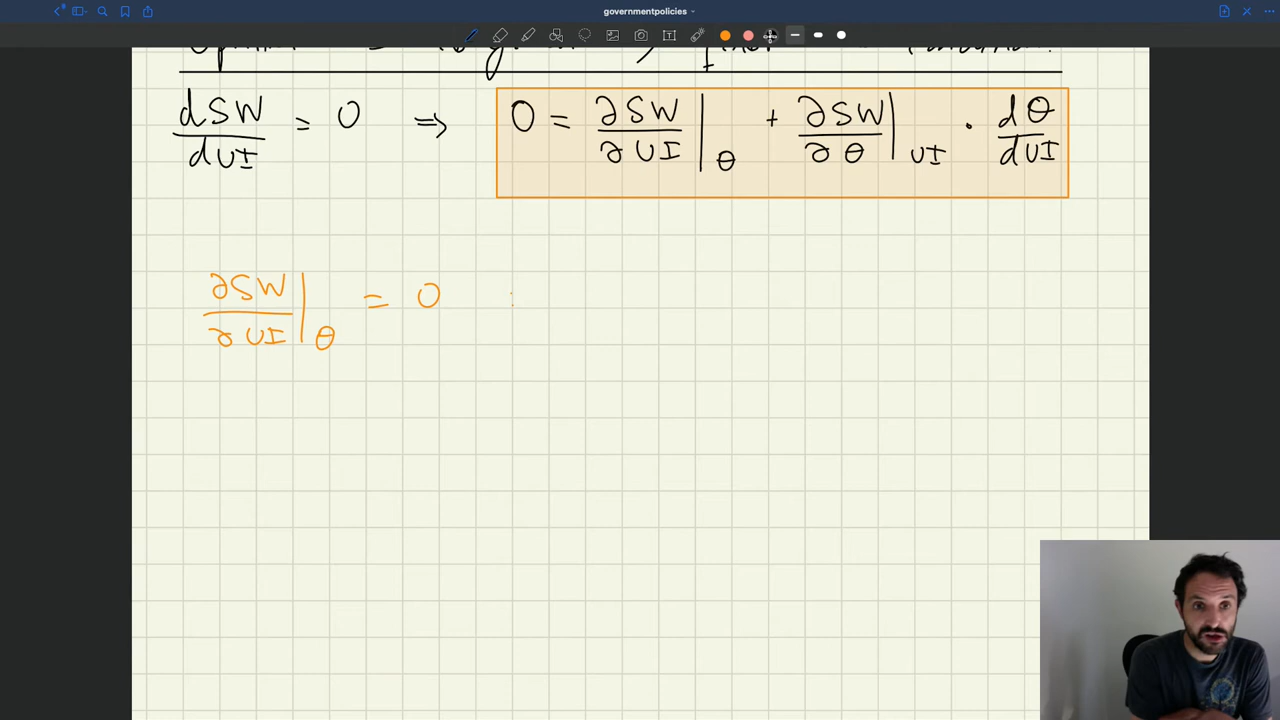 governmentpolicies
dSW/dUI = 0 ⇒ 0 = ∂SW/∂UI |θ + ∂SW/∂θ |UI · dθ/dUI
∂SW/∂UI |θ = 0 :